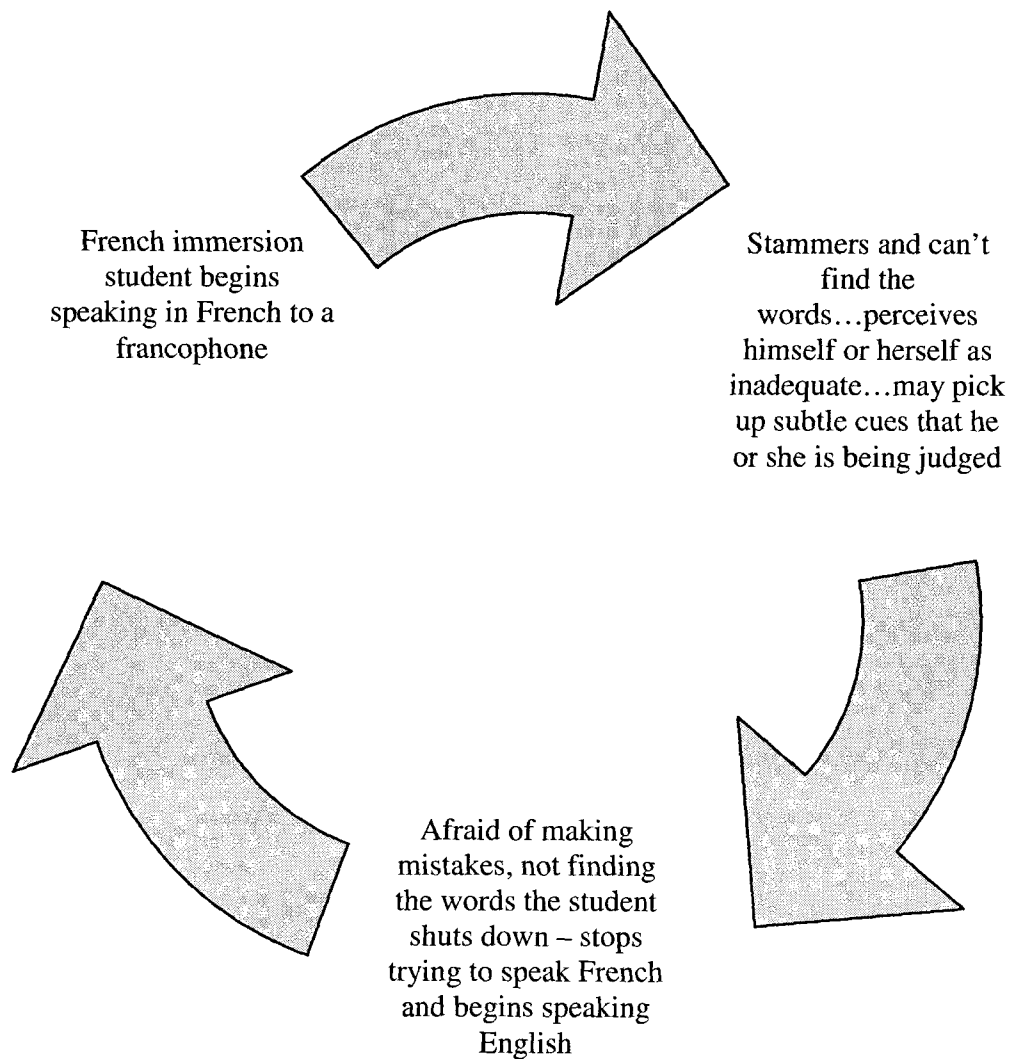 French immersion
student begins
speaking in French to a
francophone
Stammers and can't
find the
words…perceives
himself or herself as
inadequate…may pick
up subtle cues that he
or she is being judged
Afraid of making
mistakes, not finding
the words the student
shuts down – stops
trying to speak French
and begins speaking
English